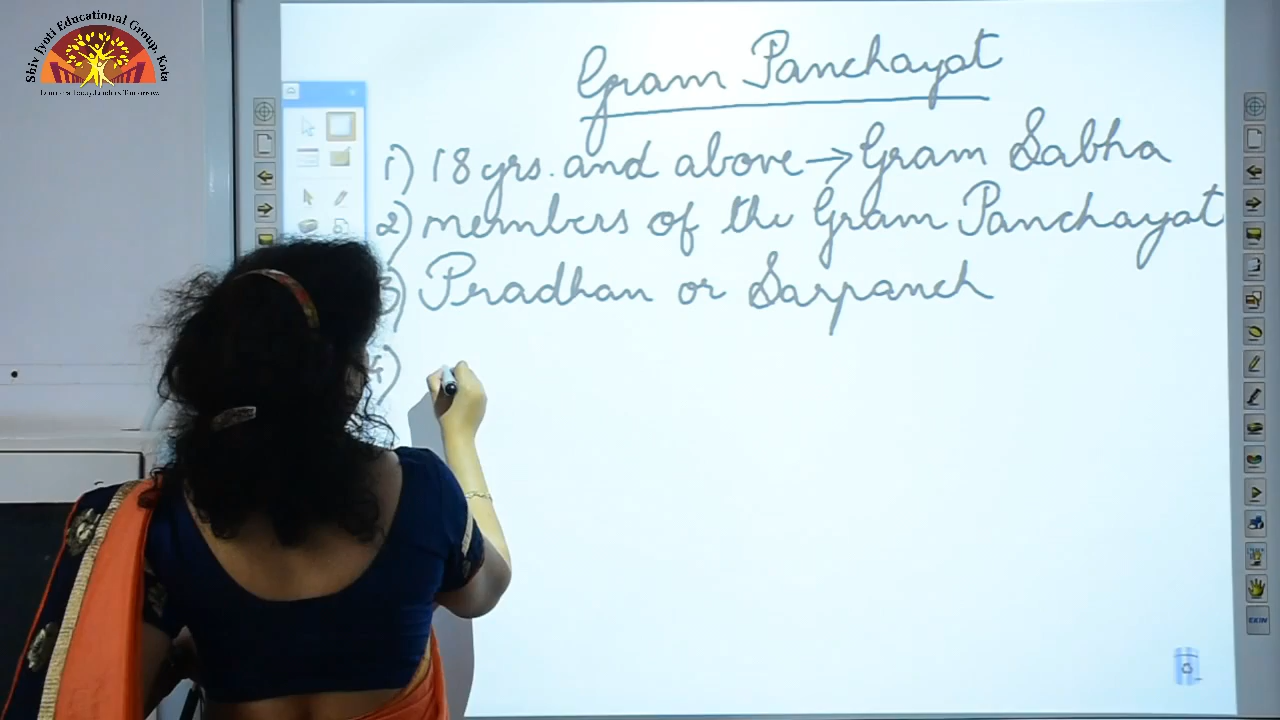 Shiv Jyoti Educational Group, Kota
Gram Panchayat
1) 18 yrs. and above → Gram Sabha
2) members of the Gram Panchayat
3) Pradhan or Sarpanch
4)